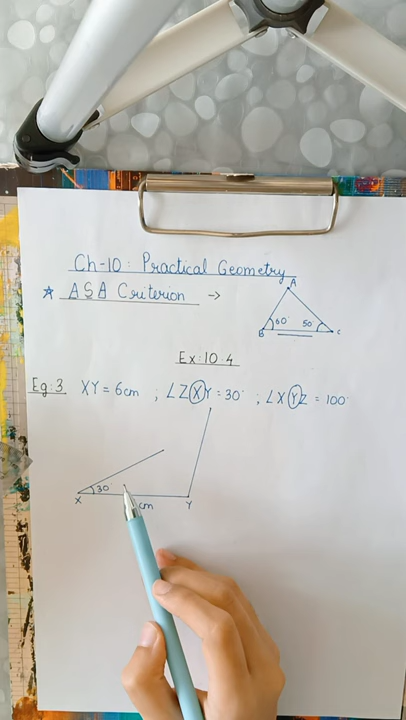 Ch-10: Practical Geometry
☆ ASA Criterion →
A
60° 50°
B C
Ex:10.4
Eg:3 XY = 6cm ; ∠ZXY = 30° ; ∠XYZ = 100°
30°
X cm Y